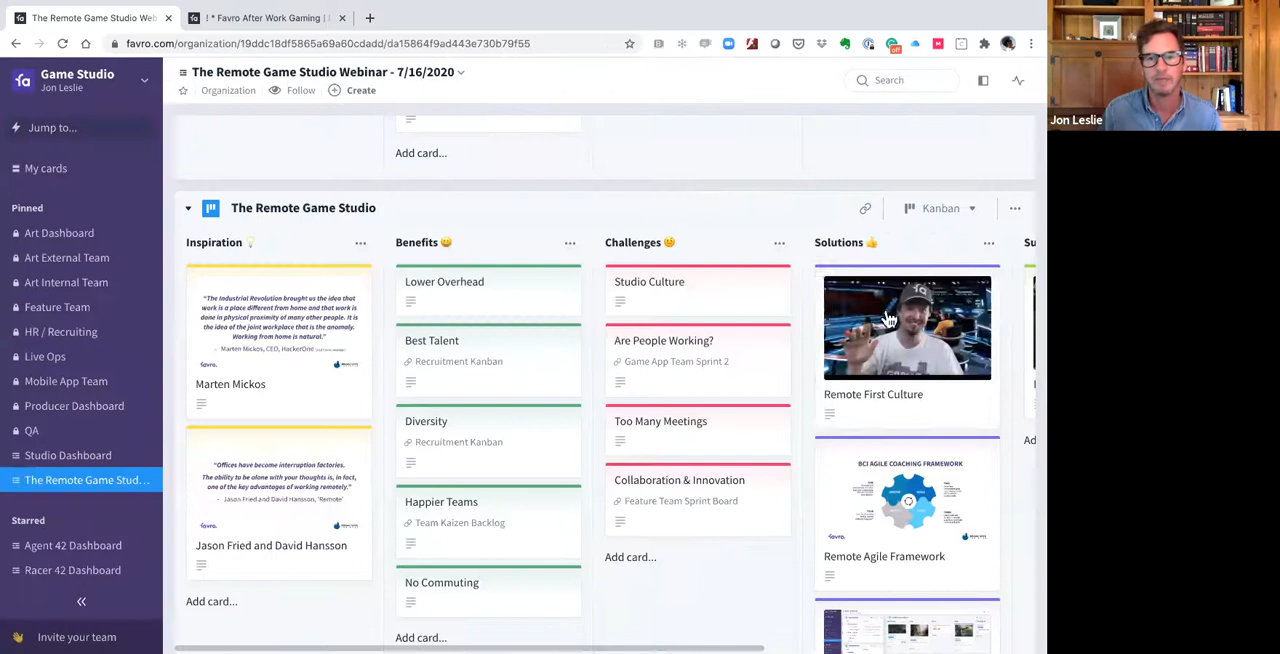 The Remote Game Studio Web
! * Favro After Work Gaming |
favro.com/organization/19ddc18df5865a69a60cdadd/da15864f9ad443e730b79f55
off
Jon Leslie
fa
Game Studio
Jon Leslie
Jump to...
My cards
Pinned
Art Dashboard
Art External Team
Art Internal Team
Feature Team
HR / Recruiting
Live Ops
Mobile App Team
Producer Dashboard
QA
Studio Dashboard
The Remote Game Stud...
Starred
Agent 42 Dashboard
Racer 42 Dashboard
Invite your team
The Remote Game Studio Webinar - 7/16/2020
Organization
Follow
Create
Search
Add card...
The Remote Game Studio
Kanban
Inspiration
"The Industrial Revolution brought us the idea that
work is a place different from home and that work is
done in physical proximity of many other people. It is
the idea of the joint workplace that is the anomaly.
Working from home is natural."
- Marten Mickos, CEO, HackerOne
favro.
Marten Mickos
"Offices have become interruption factories.
The ability to be alone with your thoughts is, in fact,
one of the key advantages of working remotely."
- Jason Fried and David Hansson, 'Remote'
favro.
Jason Fried and David Hansson
Add card...
Benefits
Lower Overhead
Best Talent
Recruitment Kanban
Diversity
Recruitment Kanban
Happier Teams
Team Kaizen Backlog
No Commuting
Add card...
Challenges
Studio Culture
Are People Working?
Game App Team Sprint 2
Too Many Meetings
Collaboration & Innovation
Feature Team Sprint Board
Add card...
Solutions
Remote First Culture
BCI AGILE COACHING FRAMEWORK
favro.
Remote Agile Framework
Su
Ad